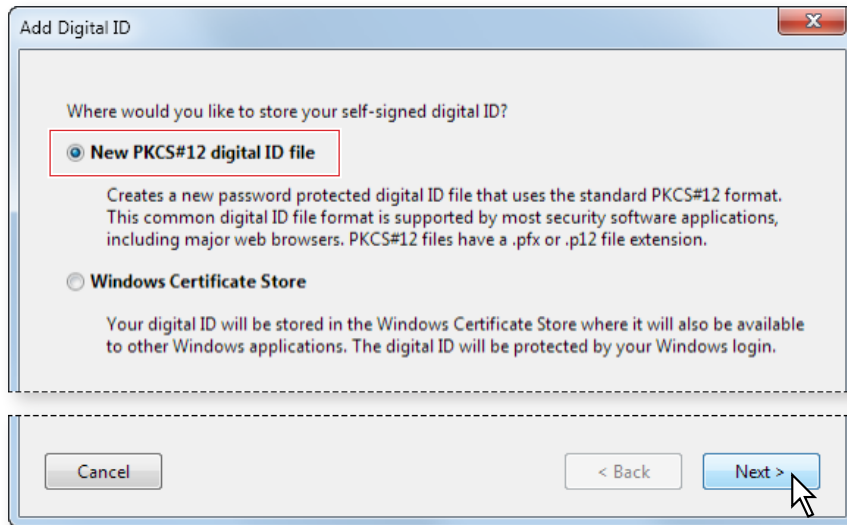 Add Digital ID
Where would you like to store your self-signed digital ID?
New PKCS#12 digital ID file
Creates a new password protected digital ID file that uses the standard PKCS#12 format.
This common digital ID file format is supported by most security software applications,
including major web browsers. PKCS#12 files have a .pfx or .p12 file extension.
Windows Certificate Store
Your digital ID will be stored in the Windows Certificate Store where it will also be available
to other Windows applications. The digital ID will be protected by your Windows login.
Cancel
< Back
Next >